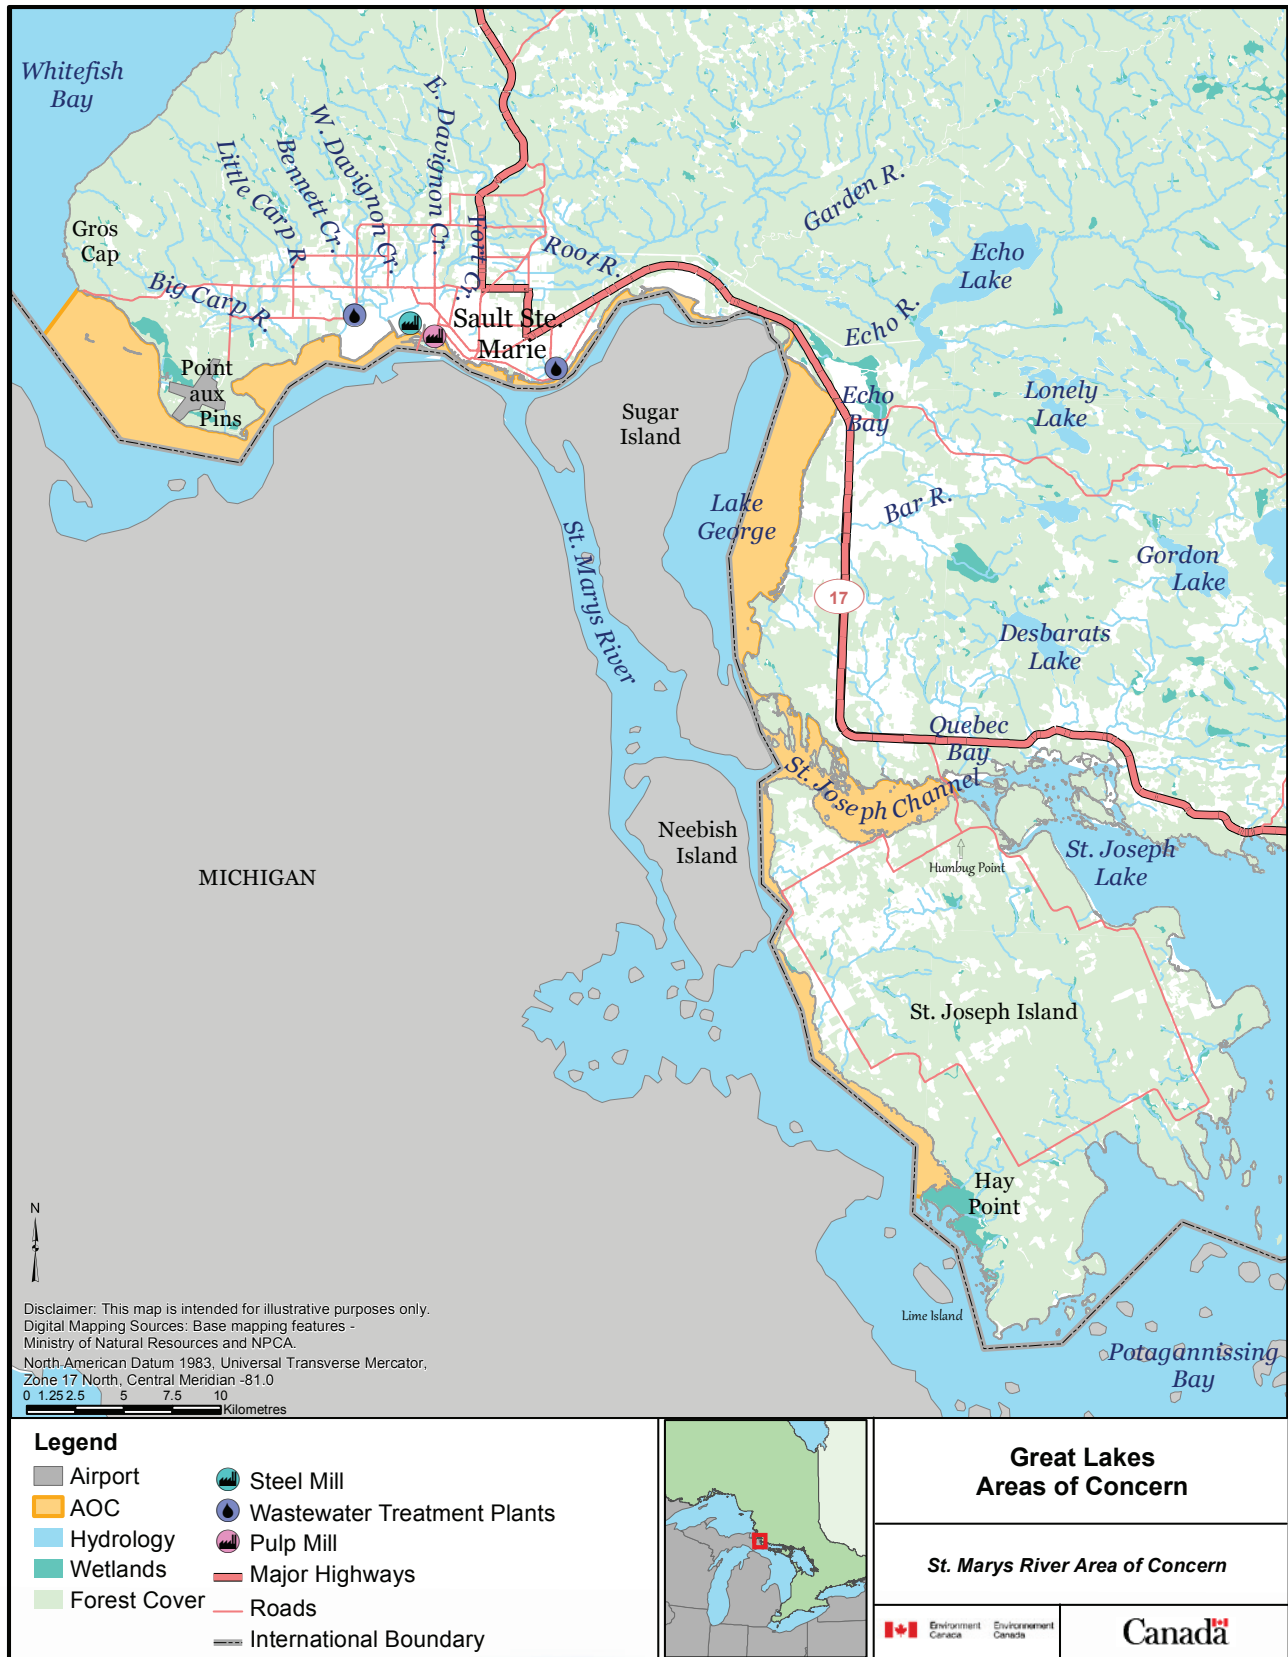 Whitefish
Bay
Gros
Cap
Big Carp R.
Little Carp R.
Bennett Cr.
W. Davignon Cr.
E. Davignon Cr.
Fort Cr.
Root R.
Garden R.
Echo
Lake
Echo R.
Sault Ste.
Marie
Point
aux
Pins
Sugar
Island
Echo
Bay
Lonely
Lake
Lake
George
Bar R.
St. Marys River
Gordon
Lake
17
Desbarats
Lake
Quebec
Bay
St. Joseph Channel
Neebish
Island
MICHIGAN
Humbug Point
St. Joseph
Lake
St. Joseph Island
Hay
Point
Lime Island
Potagannissing
Bay
N
Disclaimer: This map is intended for illustrative purposes only.
Digital Mapping Sources: Base mapping features -
Ministry of Natural Resources and NPCA.
North American Datum 1983, Universal Transverse Mercator,
Zone 17 North, Central Meridian -81.0
0 1.25 2.5 5 7.5 10
Kilometres
Legend
Airport
AOC
Hydrology
Wetlands
Forest Cover
Steel Mill
Wastewater Treatment Plants
Pulp Mill
Major Highways
Roads
International Boundary
Great Lakes
Areas of Concern
St. Marys River Area of Concern
Environment Environnement
Canada Canada
Canada